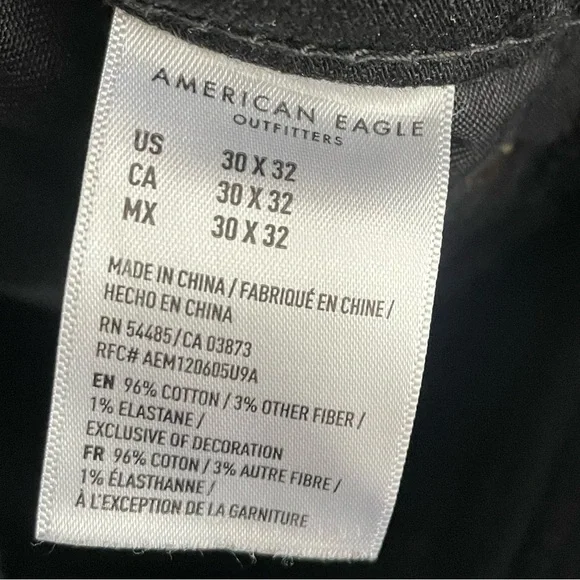 AMERICAN EAGLE
OUTFITTERS
US 30 X 32
CA 30 X 32
MX 30 X 32
MADE IN CHINA / FABRIQUÉ EN CHINE /
HECHO EN CHINA
RN 54485/CA 03873
RFC# AEM120605U9A
EN 96% COTTON / 3% OTHER FIBER /
1% ELASTANE /
EXCLUSIVE OF DECORATION
FR 96% COTON / 3% AUTRE FIBRE /
1% ÉLASTHANNE /
À L'EXCEPTION DE LA GARNITURE